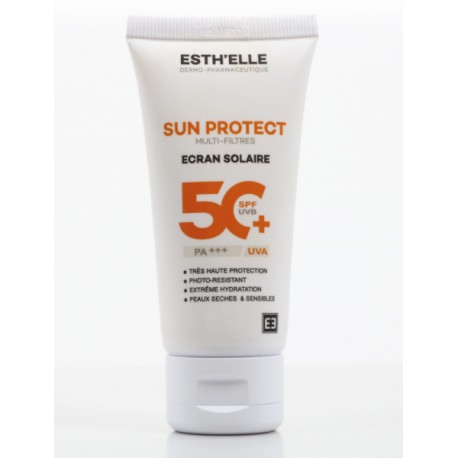 ESTH'ELLE
DERMO-PHARMACEUTIQUE
SUN PROTECT
MULTI-FILTRES
ECRAN SOLAIRE
50+ SPF UVB
PA+++ UVA
• TRÈS HAUTE PROTECTION
• PHOTO-RESISTANT
• EXTRÊME HYDRATATION
• PEAUX SECHES & SENSIBLES
EE